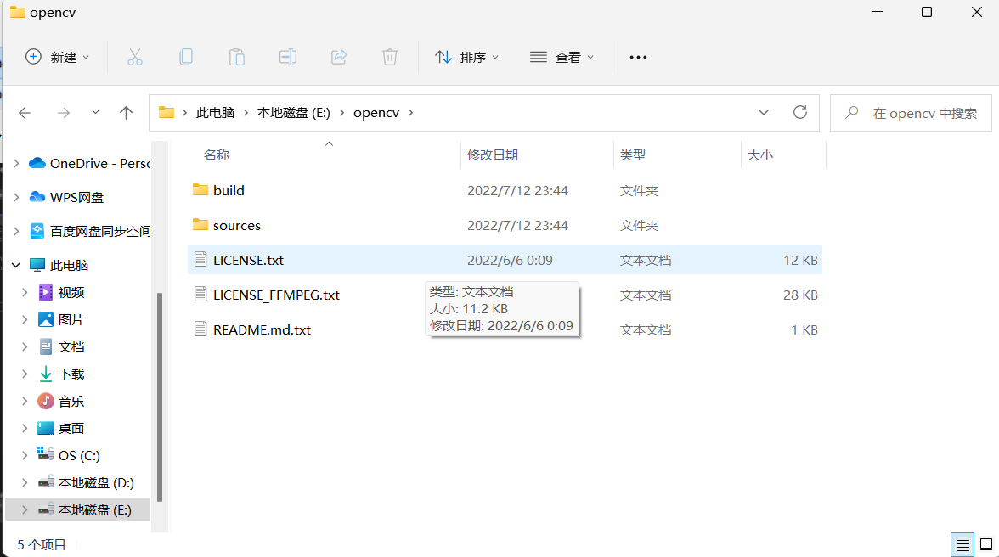 opencv
新建
排序
查看
此电脑 本地磁盘 (E:) opencv
在 opencv 中搜索
名称 修改日期 类型 大小
OneDrive - Perso
WPS网盘
百度网盘同步空间
此电脑
视频
图片
文档
下载
音乐
桌面
OS (C:)
本地磁盘 (D:)
本地磁盘 (E:)
build 2022/7/12 23:44 文件夹
sources 2022/7/12 23:44 文件夹
LICENSE.txt 2022/6/6 0:09 文本文档 12 KB
LICENSE_FFMPEG.txt 文本文档 28 KB
README.md.txt 文本文档 1 KB
类型: 文本文档
大小: 11.2 KB
修改日期: 2022/6/6 0:09
5 个项目